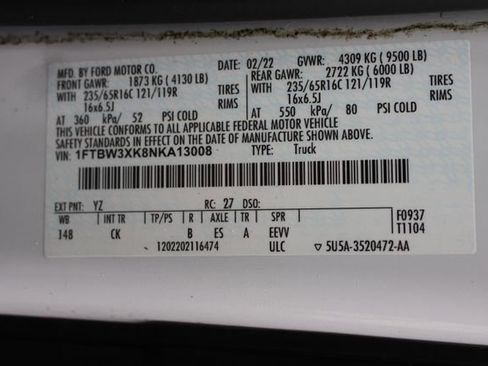 MFD. BY FORD MOTOR CO. 02/22 GVWR: 4309 KG ( 9500 LB)
FRONT GAWR: 1873 KG ( 4130 LB) REAR GAWR: 2722 KG ( 6000 LB)
WITH 235/65R16C 121/119R TIRES WITH 235/65R16C 121/119R TIRES
16x6.5J RIMS 16x6.5J RIMS
AT 360 kPa/ 52 PSI COLD AT 550 kPa/ 80 PSI COLD
THIS VEHICLE CONFORMS TO ALL APPLICABLE FEDERAL MOTOR VEHICLE
SAFETY STANDARDS IN EFFECT ON THE DATE OF MANUFACTURE SHOWN ABOVE.
VIN: 1FTBW3XK8NKA13008 TYPE: Truck
EXT PNT: YZ RC: 27 DSO:
WB INT TR TP/PS R AXLE TR SPR F0937
148 CK B ES A EEVV T1104
1202202116474 ULC ▽ 5U5A-3520472-AA